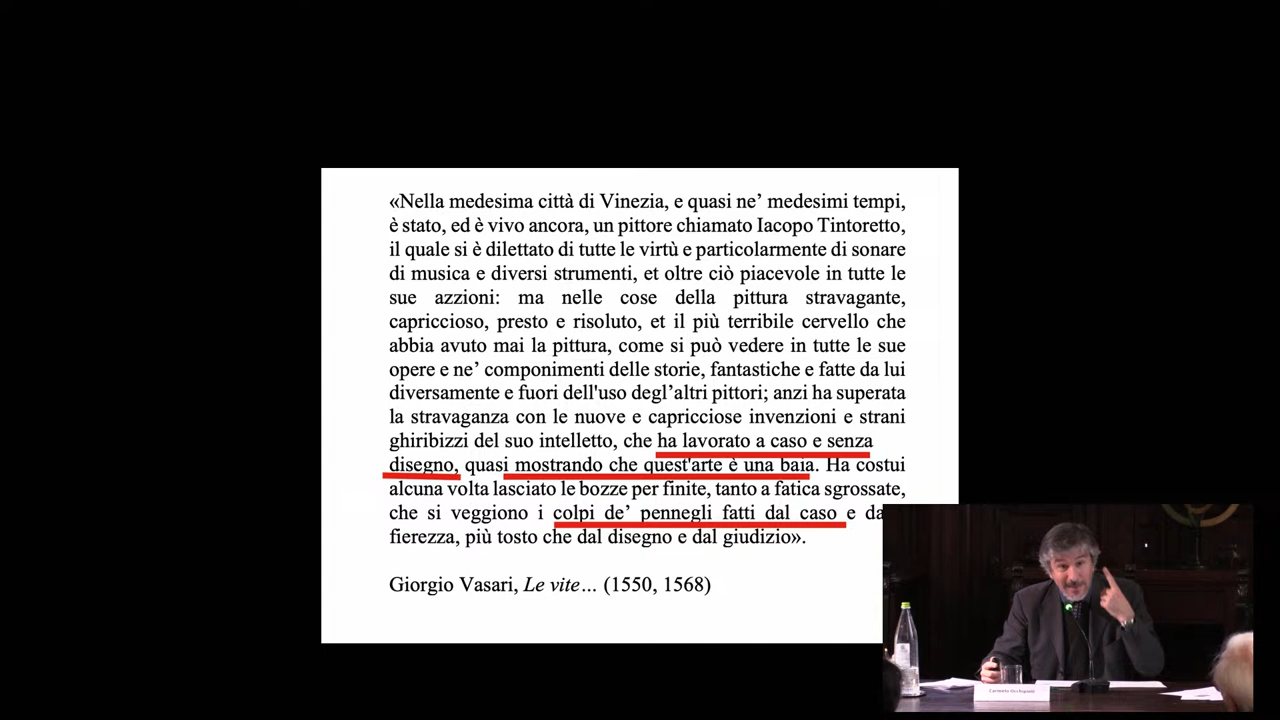 «Nella medesima città di Vinezia, e quasi ne’ medesimi tempi,
è stato, ed è vivo ancora, un pittore chiamato Iacopo Tintoretto,
il quale si è dilettato di tutte le virtù e particolarmente di sonare
di musica e diversi strumenti, et oltre ciò piacevole in tutte le
sue azzioni: ma nelle cose della pittura stravagante,
capriccioso, presto e risoluto, et il più terribile cervello che
abbia avuto mai la pittura, come si può vedere in tutte le sue
opere e ne’ componimenti delle storie, fantastiche e fatte da lui
diversamente e fuori dell'uso degl’altri pittori; anzi ha superata
la stravaganza con le nuove e capricciose invenzioni e strani
ghiribizzi del suo intelletto, che ha lavorato a caso e senza
disegno, quasi mostrando che quest'arte è una baia. Ha costui
alcuna volta lasciato le bozze per finite, tanto a fatica sgrossate,
che si veggiono i colpi de’ pennegli fatti dal caso e
fierezza, più tosto che dal disegno e dal giudizio».
Giorgio Vasari, Le vite… (1550, 1568)
Carmelo Occhipinti